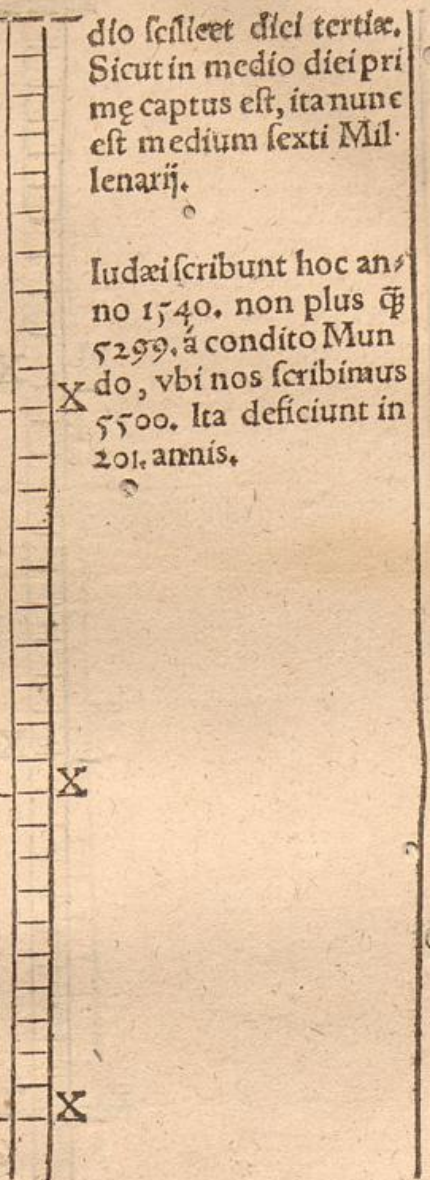 dio scilicet diei tertiæ.
Sicut in medio diei pri
mę captus est, ita nunc
est medium sexti Mil-
lenarij.
Iudæi scribunt hoc an⸗
no 1540. non plus ꝙ̃
5299. á condito Mun
X
do, vbi nos scribimus
5500. Ita deficiunt in
201. annis.
X
X